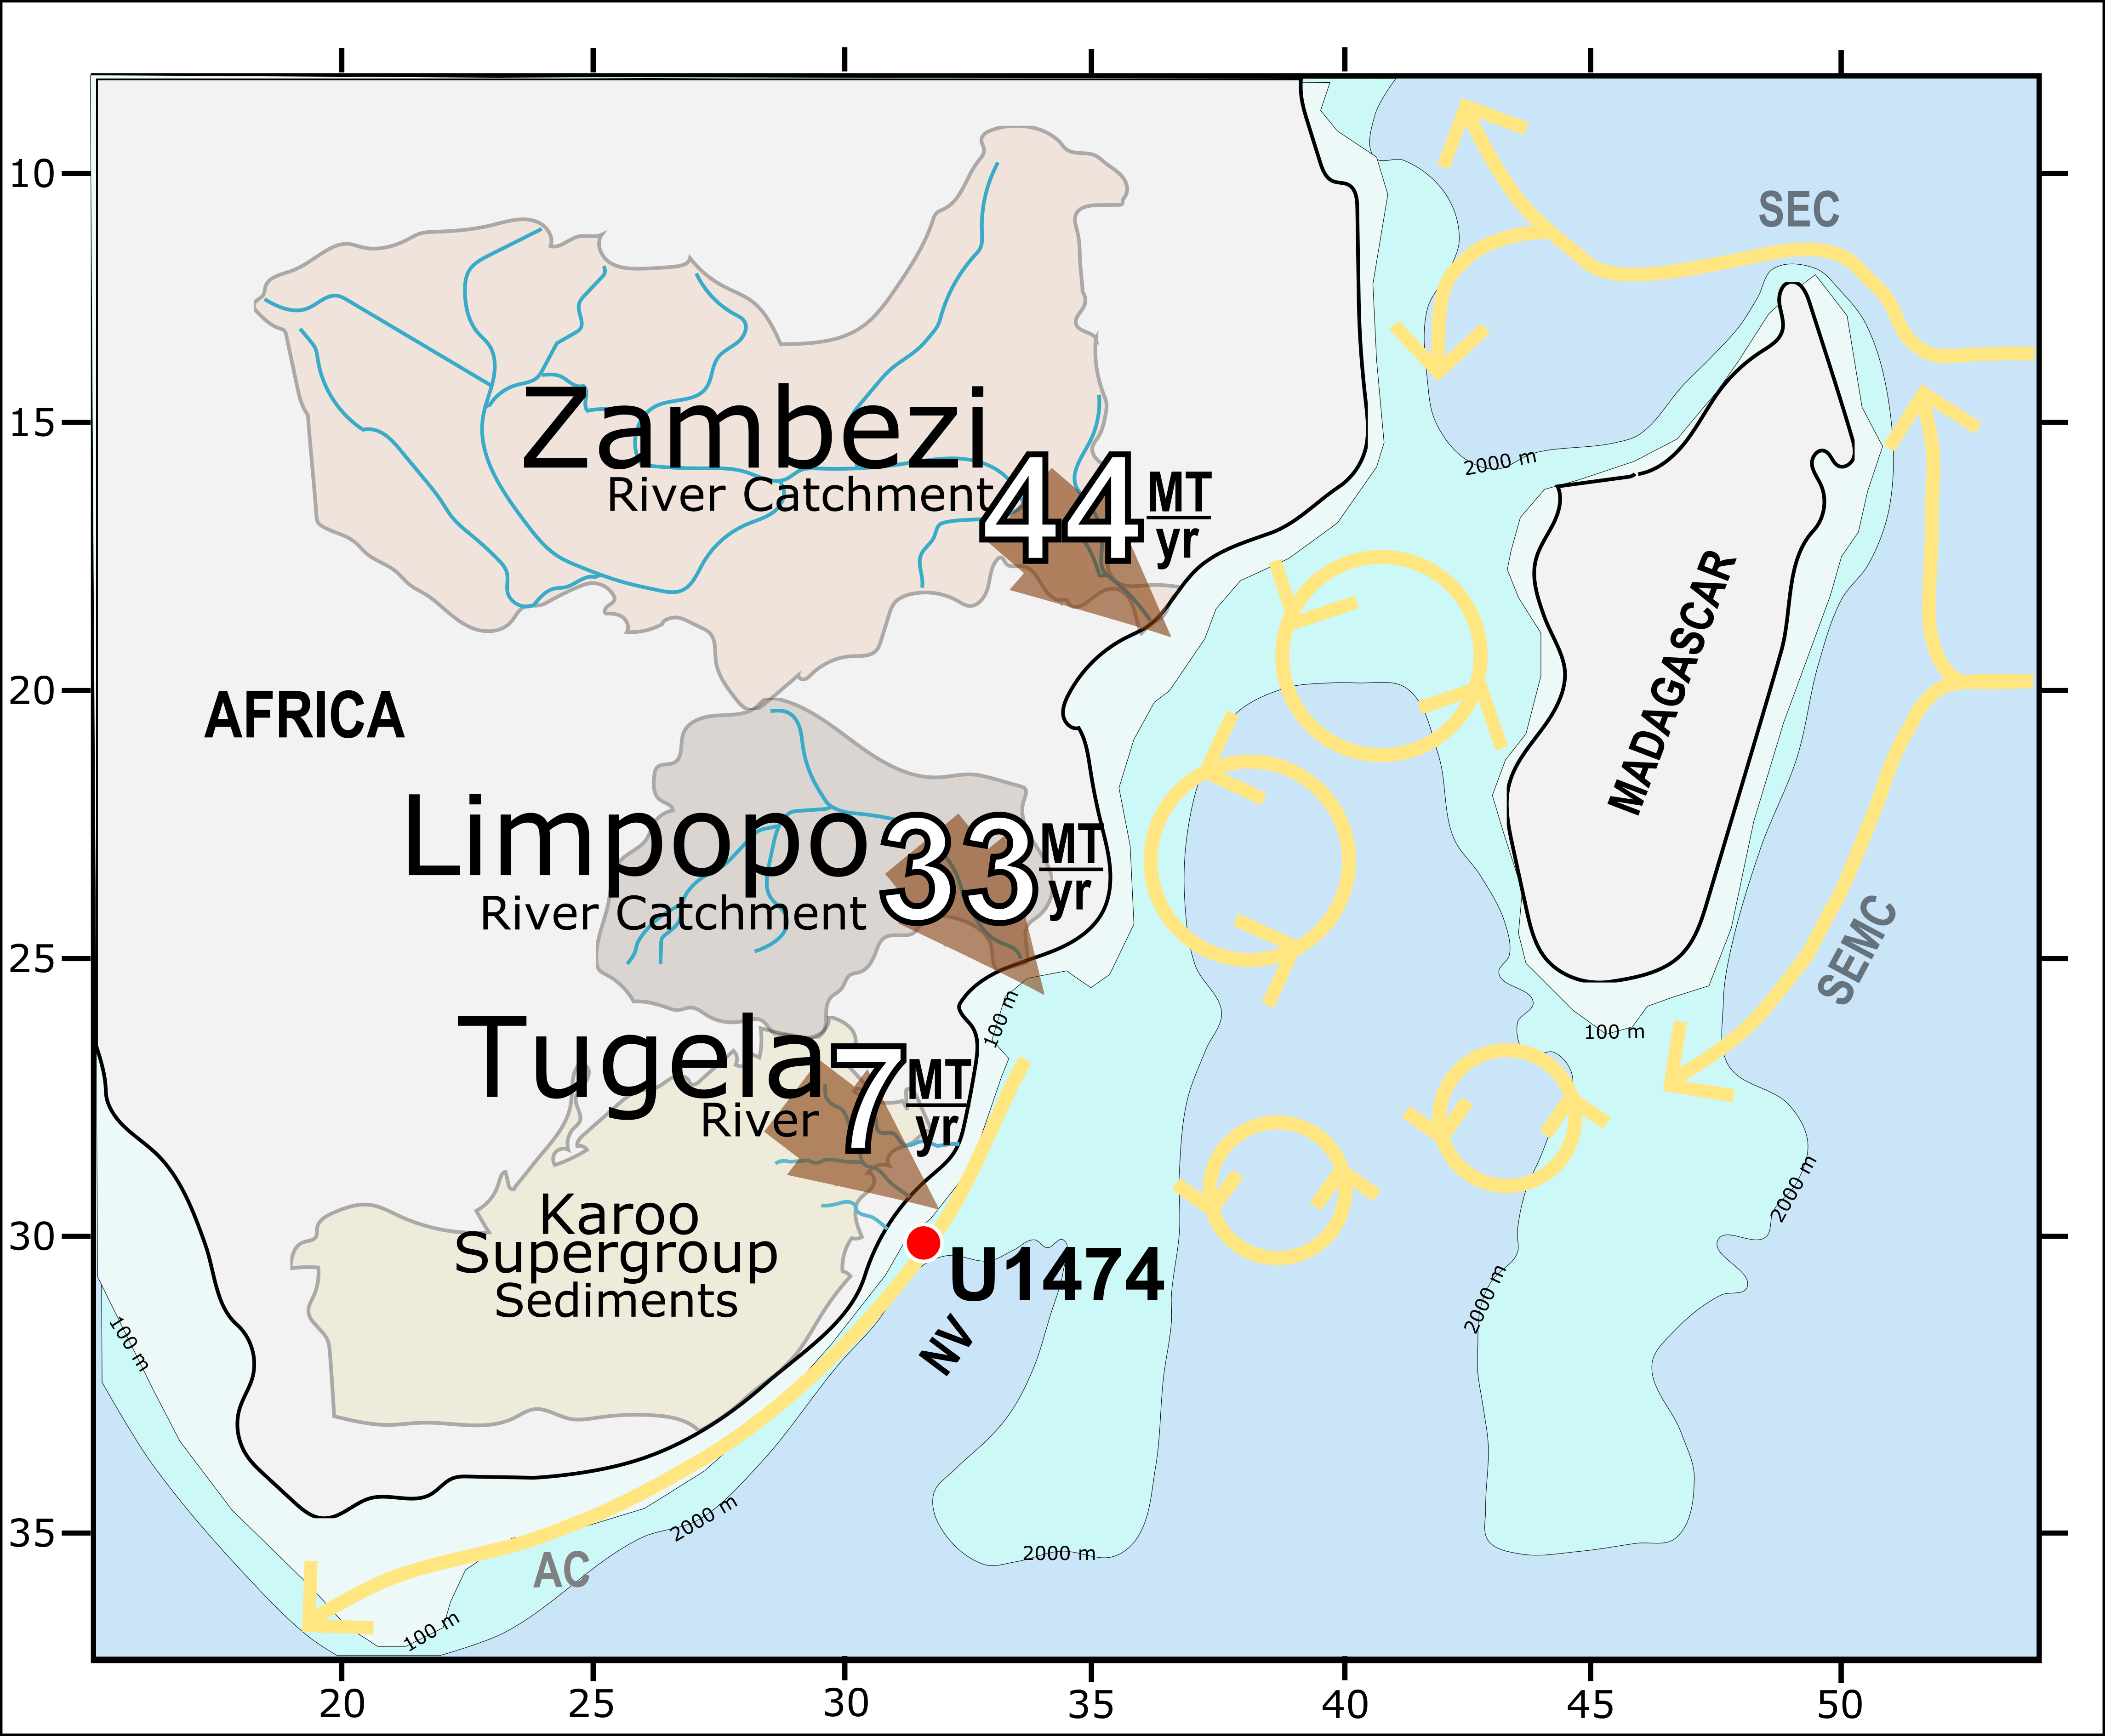 SEC
10
Zambezi
River Catchment
44
MT
yr
15
2000 m
MADAGASCAR
20
AFRICA
Limpopo
River Catchment
33
MT
yr
25
SEMC
100 m
100 m
Tugela
River
7
MT
yr
2000 m
30
Karoo
Supergroup
Sediments
U1474
NV
100 m
2000 m
35
2000 m
2000 m
AC
100 m
20
25
30
35
40
45
50